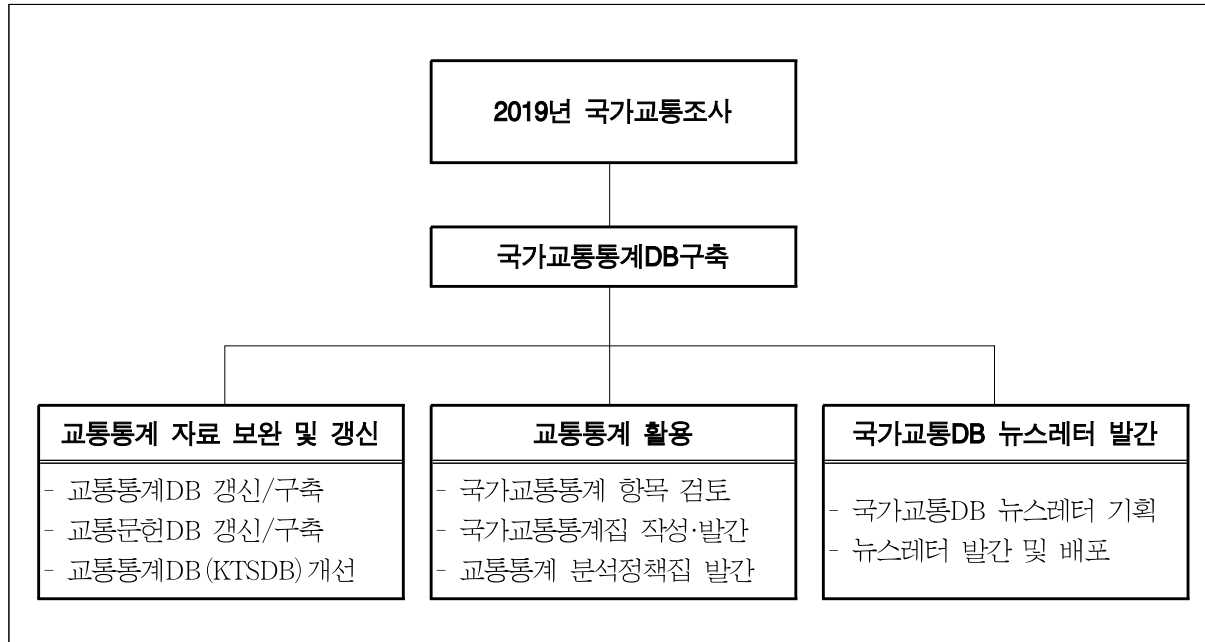 2019년 국가교통조사
국가교통통계DB구축
교통통계 자료 보완 및 갱신
- 교통통계DB 갱신/구축
- 교통문헌DB 갱신/구축
- 교통통계DB(KTSDB)개선
교통통계 활용
- 국가교통통계 항목 검토
- 국가교통통계집 작성·발간
- 교통통계 분석정책집 발간
국가교통DB 뉴스레터 발간
- 국가교통DB 뉴스레터 기획
- 뉴스레터 발간 및 배포